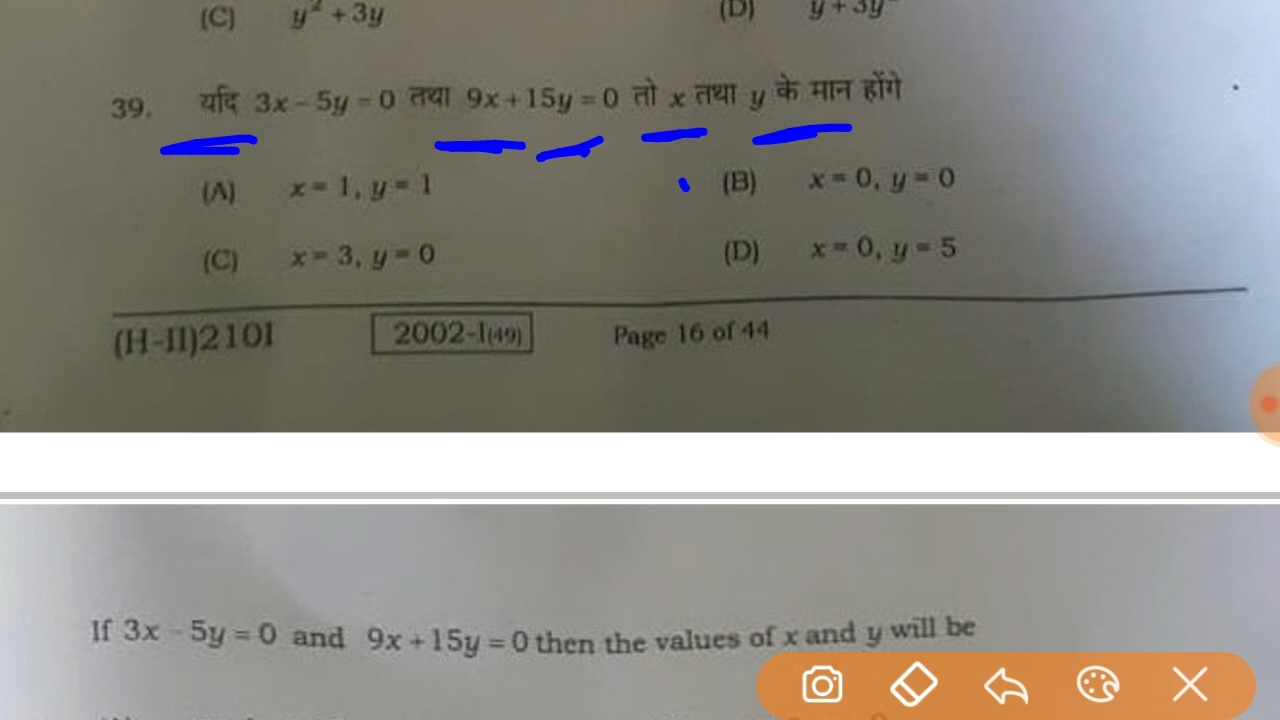 (C) y² + 3y (D) y + 3y
39. यदि 3x – 5y = 0 तथा 9x + 15y = 0 तो x तथा y के मान होंगे
(A) x = 1, y = 1 (B) x = 0, y = 0
(C) x = 3, y = 0 (D) x = 0, y = 5
(H-II)210I 2002-I(49) Page 16 of 44
If 3x – 5y = 0 and 9x + 15y = 0 then the values of x and y will be